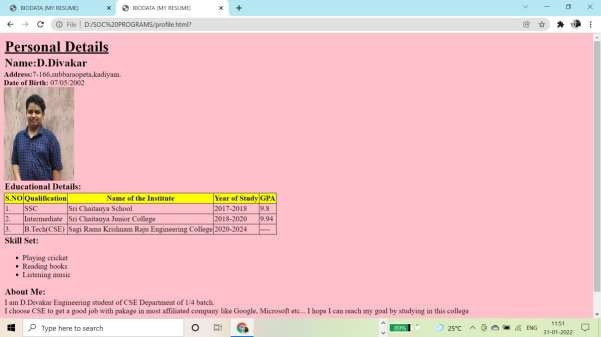 BIODATA (MY RESUME)
BIODATA (MY RESUME)
File | D:/SOC%20PROGRAMS/profile.html?
Personal Details
Name:D.Divakar
Address:7-166,subbaraopeta,kadiyam.
Date of Birth: 07/05/2002
Educational Details:
S.NO Qualification Name of the Institute Year of Study GPA
1. SSC Sri Chaitanya School 2017-2018 9.8
2. Intermediate Sri Chaitanya Junior College 2018-2020 9.94
3. B.Tech(CSE) Sagi Rama Krishnam Raju Engineering College 2020-2024 ----
Skill Set:
Playing cricket
Reading books
Listening music
About Me:
I am D.Divakar Engineering student of CSE Department of 1/4 batch.
I choose CSE to get a good job with pakage in most affiliated company like Google, Microsoft etc... I hope I can reach my goal by studying in this college
Type here to search
80%
25°C
ENG
11:51
31-01-2022